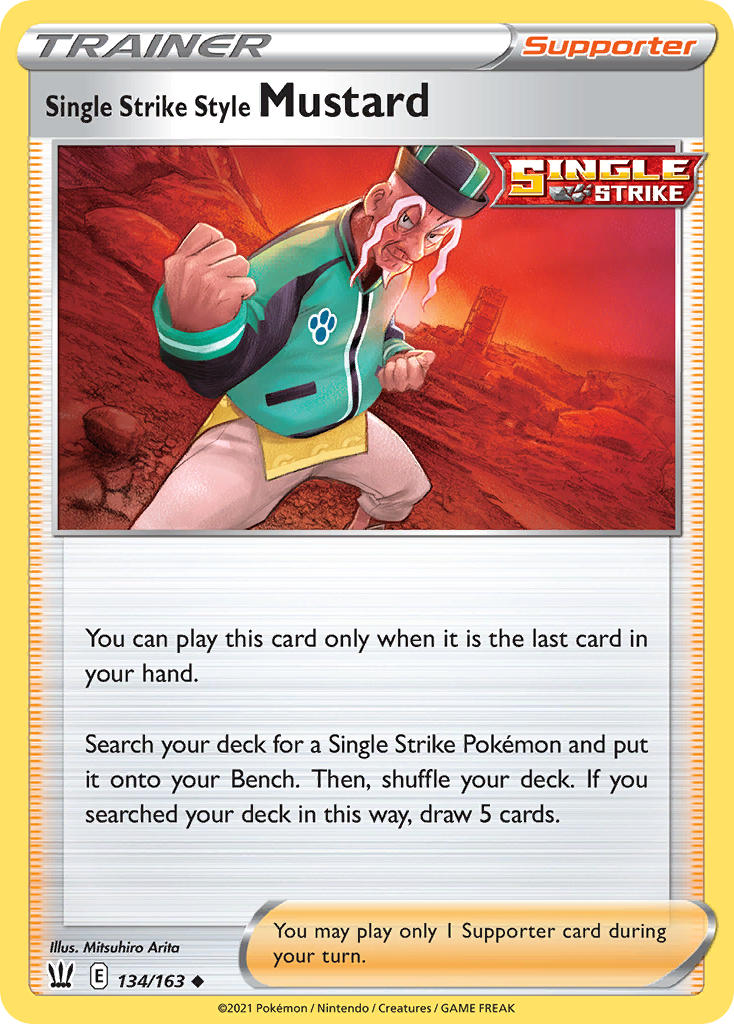 TRAINER
Supporter
Single Strike Style Mustard
SINGLE
STRIKE
You can play this card only when it is the last card in
your hand.
Search your deck for a Single Strike Pokémon and put
it onto your Bench. Then, shuffle your deck. If you
searched your deck in this way, draw 5 cards.
You may play only 1 Supporter card during
your turn.
Illus. Mitsuhiro Arita
E 134/163
©2021 Pokémon / Nintendo / Creatures / GAME FREAK